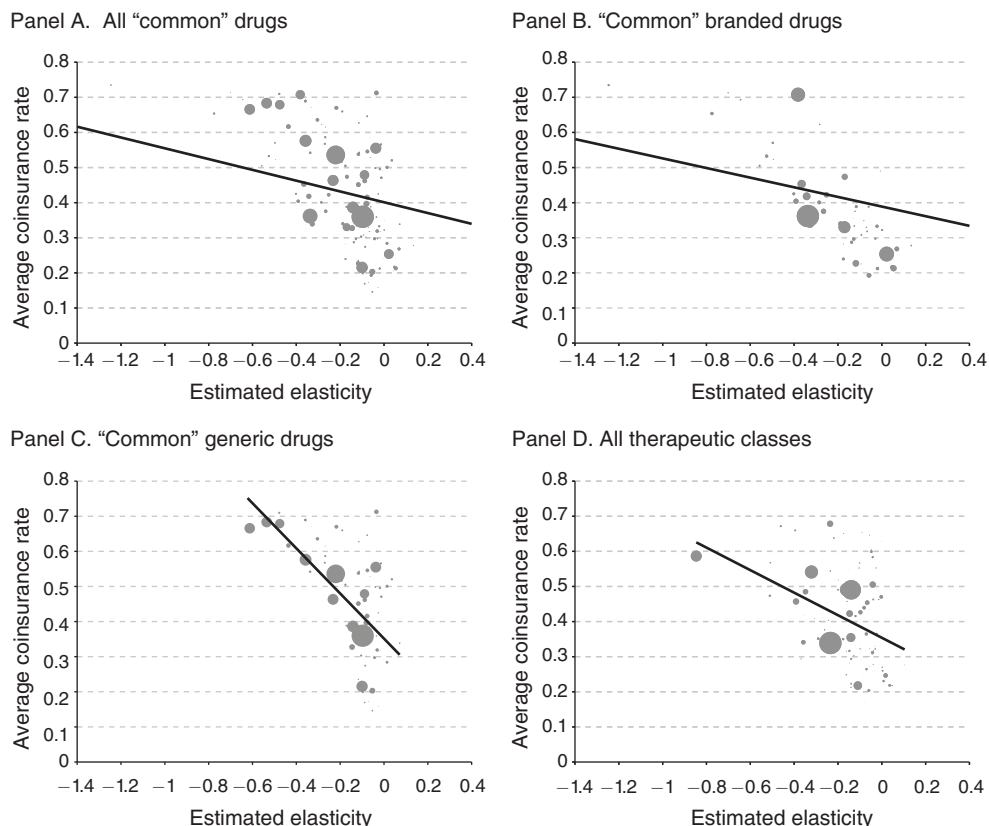 Panel A. All “common” drugs
Average coinsurance rate
0.8
0.7
0.6
0.5
0.4
0.3
0.2
0.1
0
−1.4 −1.2 −1 −0.8 −0.6 −0.4 −0.2 0 0.2 0.4
Estimated elasticity
Panel B. “Common” branded drugs
Average coinsurance rate
0.8
0.7
0.6
0.5
0.4
0.3
0.2
0.1
0
−1.4 −1.2 −1 −0.8 −0.6 −0.4 −0.2 0 0.2 0.4
Estimated elasticity
Panel C. “Common” generic drugs
Average coinsurance rate
0.8
0.7
0.6
0.5
0.4
0.3
0.2
0.1
0
−1.4 −1.2 −1 −0.8 −0.6 −0.4 −0.2 0 0.2 0.4
Estimated elasticity
Panel D. All therapeutic classes
Average coinsurance rate
0.8
0.7
0.6
0.5
0.4
0.3
0.2
0.1
0
−1.4 −1.2 −1 −0.8 −0.6 −0.4 −0.2 0 0.2 0.4
Estimated elasticity